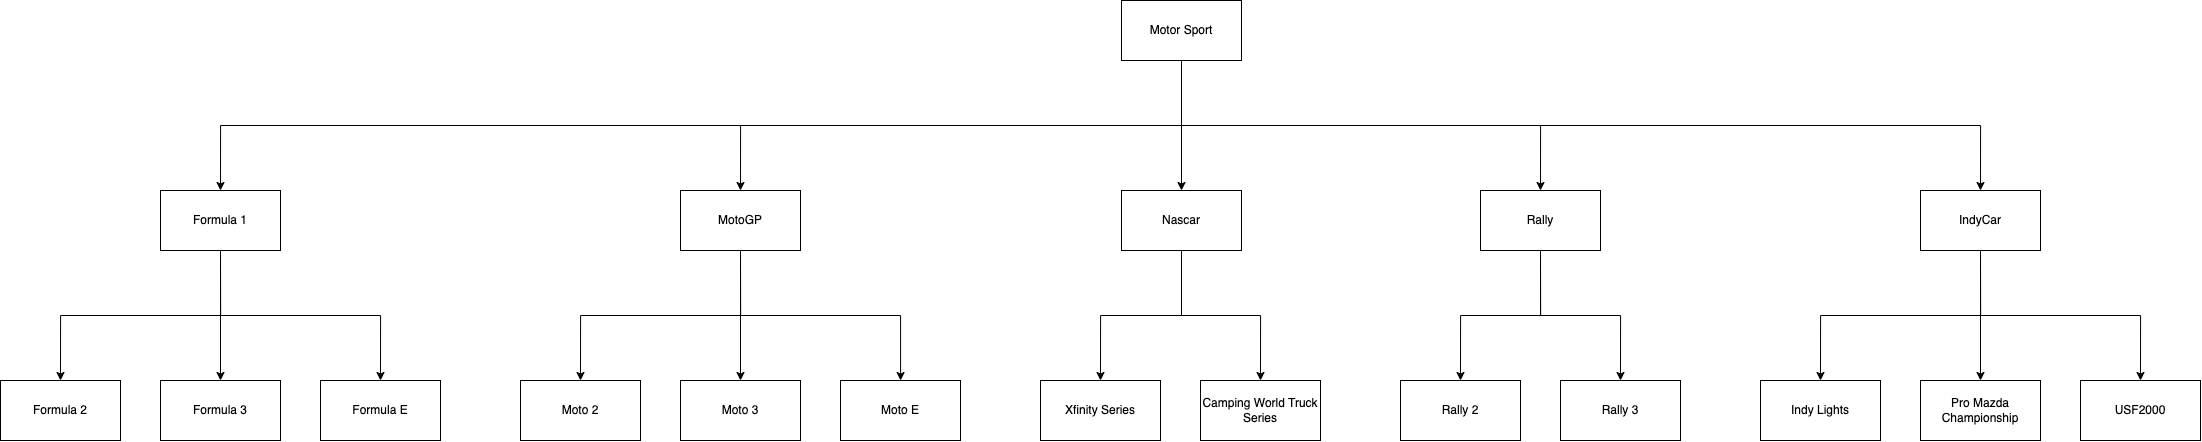 Motor Sport
Formula 1
MotoGP
Nascar
Rally
IndyCar
Formula 2
Formula 3
Formula E
Moto 2
Moto 3
Moto E
Xfinity Series
Camping World Truck
Series
Rally 2
Rally 3
Indy Lights
Pro Mazda
Championship
USF2000